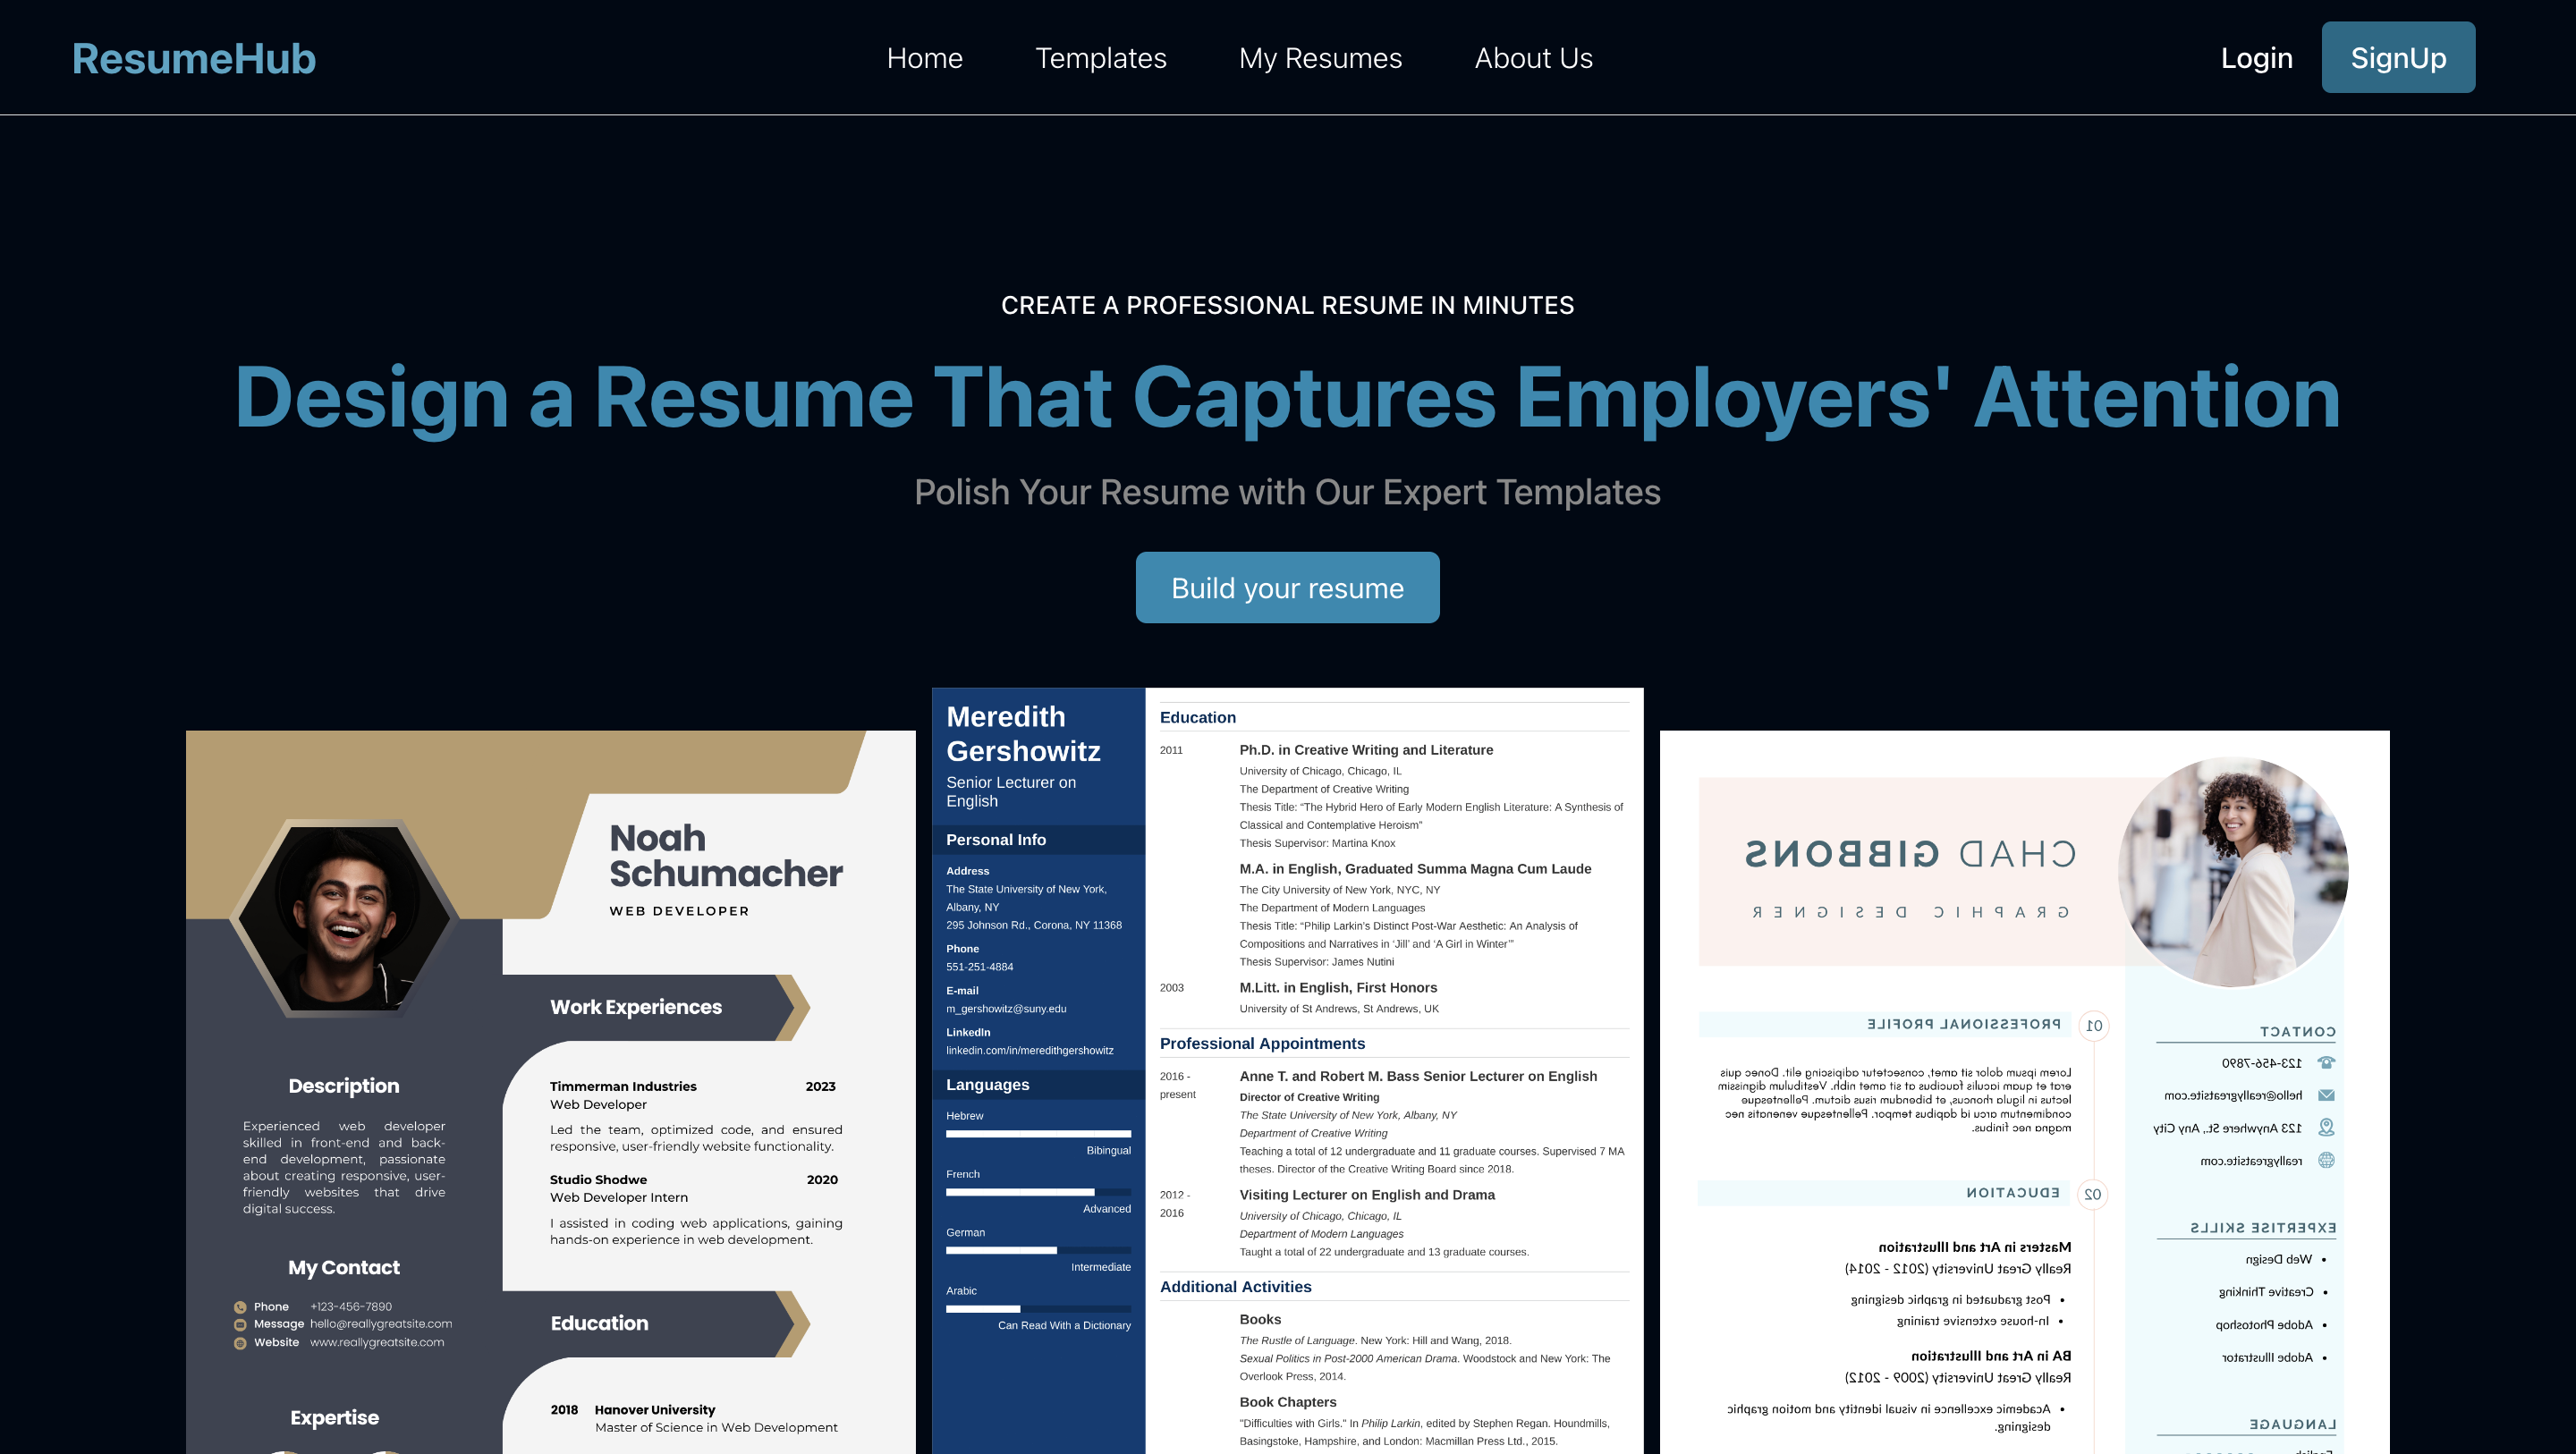 ResumeHub
Home
Templates
My Resumes
About Us
Login
SignUp
CREATE A PROFESSIONAL RESUME IN MINUTES
Design a Resume That Captures Employers' Attention
Polish Your Resume with Our Expert Templates
Build your resume
Noah
Schumacher
WEB DEVELOPER
Description
Experienced web developer
skilled in front-end and back-
end development, passionate
about creating responsive, user-
friendly websites that drive
digital success.
My Contact
Phone +123-456-7890
Message hello@reallygreatsite.com
Website www.reallygreatsite.com
Expertise
Work Experiences
Timmerman Industries 2023
Web Developer
Led the team, optimized code, and ensured
responsive, user-friendly website functionality.
Studio Shodwe 2020
Web Developer Intern
I assisted in coding web applications, gaining
hands-on experience in web development.
Education
2018 Hanover University
Master of Science in Web Development
Meredith
Gershowitz
Senior Lecturer on
English
Personal Info
Address
The State University of New York,
Albany, NY
295 Johnson Rd., Corona, NY 11368
Phone
551-251-4884
E-mail
m_gershowitz@suny.edu
LinkedIn
linkedin.com/in/meredithgershowitz
Languages
Hebrew
Bibingual
French
Advanced
German
Intermediate
Arabic
Can Read With a Dictionary
Education
2011 Ph.D. in Creative Writing and Literature
University of Chicago, Chicago, IL
The Department of Creative Writing
Thesis Title: “The Hybrid Hero of Early Modern English Literature: A Synthesis of
Classical and Contemplative Heroism”
Thesis Supervisor: Martina Knox
M.A. in English, Graduated Summa Magna Cum Laude
The City University of New York, NYC, NY
The Department of Modern Languages
Thesis Title: “Philip Larkin’s Distinct Post-War Aesthetic: An Analysis of
Compositions and Narratives in ‘Jill’ and ‘A Girl in Winter’”
Thesis Supervisor: James Nutini
2003 M.Litt. in English, First Honors
University of St Andrews, St Andrews, UK
Professional Appointments
2016 - Anne T. and Robert M. Bass Senior Lecturer on English
present Director of Creative Writing
The State University of New York, Albany, NY
Department of Creative Writing
Teaching a total of 12 undergraduate and 11 graduate courses. Supervised 7 MA
theses. Director of the Creative Writing Board since 2018.
2012 - Visiting Lecturer on English and Drama
2016 University of Chicago, Chicago, IL
Department of Modern Languages
Taught a total of 22 undergraduate and 13 graduate courses.
Additional Activities
Books
The Rustle of Language. New York: Hill and Wang, 2018.
Sexual Politics in Post-2000 American Drama. Woodstock and New York: The
Overlook Press, 2014.
Book Chapters
"Difficulties with Girls." In Philip Larkin, edited by Stephen Regan. Houndmills,
Basingstoke, Hampshire, and London: Macmillan Press Ltd., 2015.
CHAD GIBBONS
GRAPHIC DESIGNER
01 PROFESSIONAL PROFILE
Lorem ipsum dolor sit amet, consectetur adipiscing elit. Donec quis
erat et quam iaculis faucibus at sit amet nibh. Vestibulum dignissim
lectus in ligula rhoncus, et bibendum risus dictum. Pellentesque
condimentum arcu id dapibus tempor. Pellentesque venenatis nec
magna nec finibus.
02 EDUCATION
Masters in Art and Illustration
Really Great University (2012 - 2014)
• Post graduated in graphic designing
• In-house extensive training
BA in Art and Illustration
Really Great University (2009 - 2012)
• Academic excellence in visual identity and motion graphic
designing.
CONTACT
123-456-7890
hello@reallygreatsite.com
123 Anywhere St., Any City
reallygreatsite.com
EXPERTISE SKILLS
• Web Design
• Creative Thinking
• Adobe Photoshop
• Adobe Illustrator
LANGUAGE